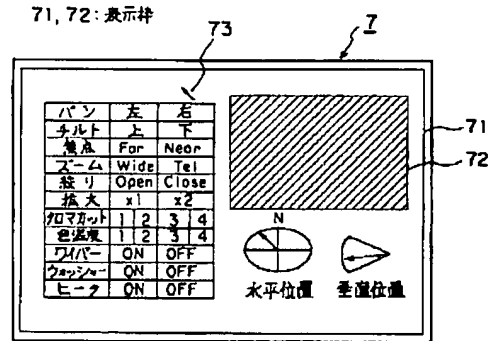 71, 72: 表示枠
73
7
パン 左 右
チルト 上 下
焦点 Far Near
ズーム Wide Tel
絞り Open Close
拡大 x1 x2
クロマカット 1 2 3 4
色温度 1 2 3 4
ワイパー ON OFF
ウォッシャー ON OFF
ヒータ ON OFF
71
72
N
水平位置 垂直位置